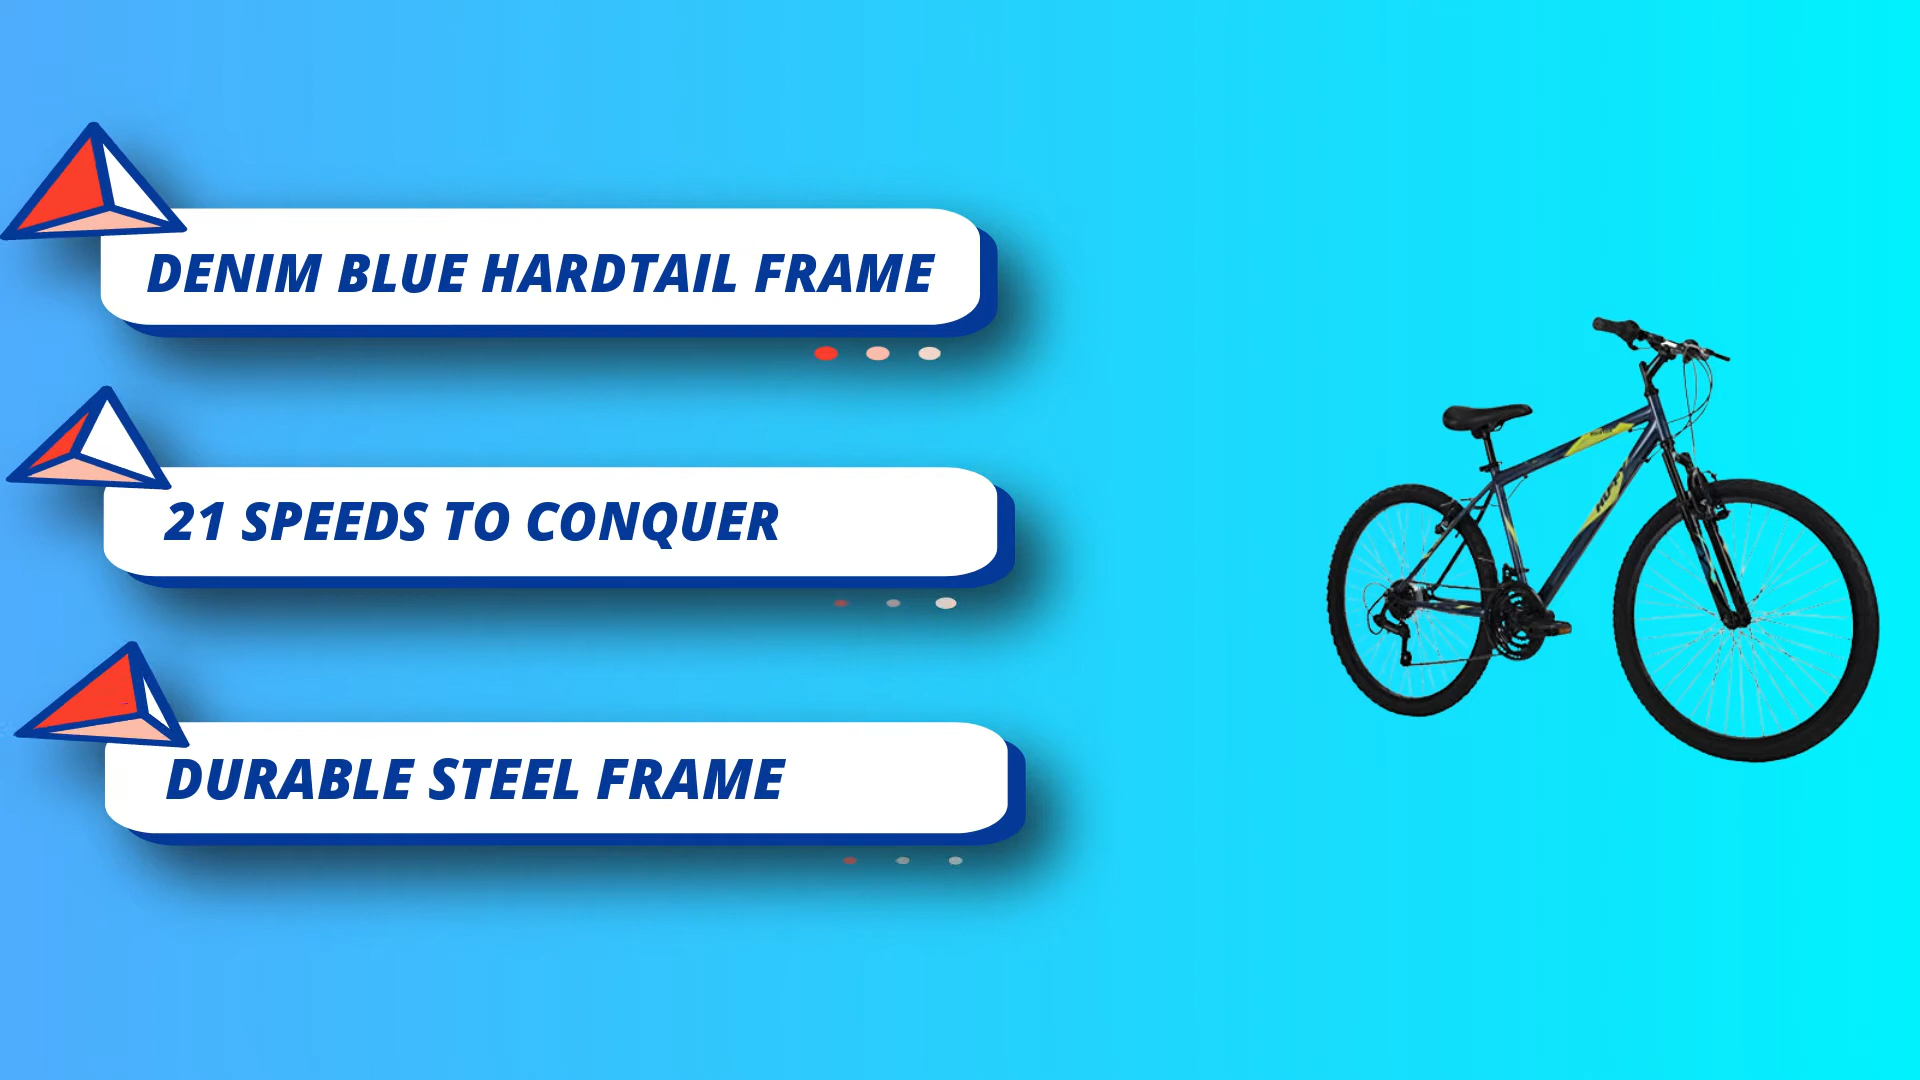 DENIM BLUE HARDTAIL FRAME
21 SPEEDS TO CONQUER
DURABLE STEEL FRAME